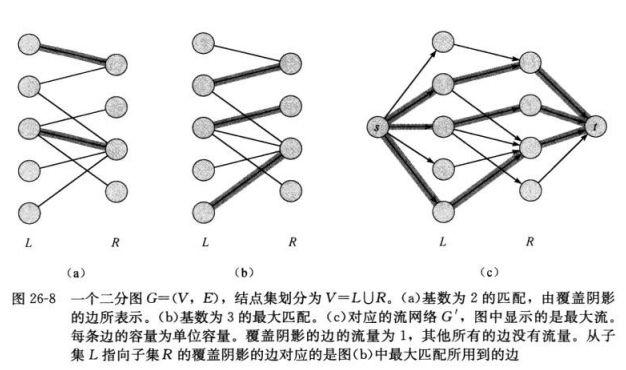 s
t
L R
L R
L R
(a) (b) (c)
图 26-8 一个二分图 G=(V, E),结点集划分为 V=L∪R。(a)基数为 2 的匹配,由覆盖阴影
的边所表示。(b)基数为 3 的最大匹配。(c)对应的流网络 G′,图中显示的是最大流。
每条边的容量为单位容量。覆盖阴影的边的流量为 1,其他所有的边没有流量。从子
集 L 指向子集 R 的覆盖阴影的边对应的是图(b)中最大匹配所用到的边